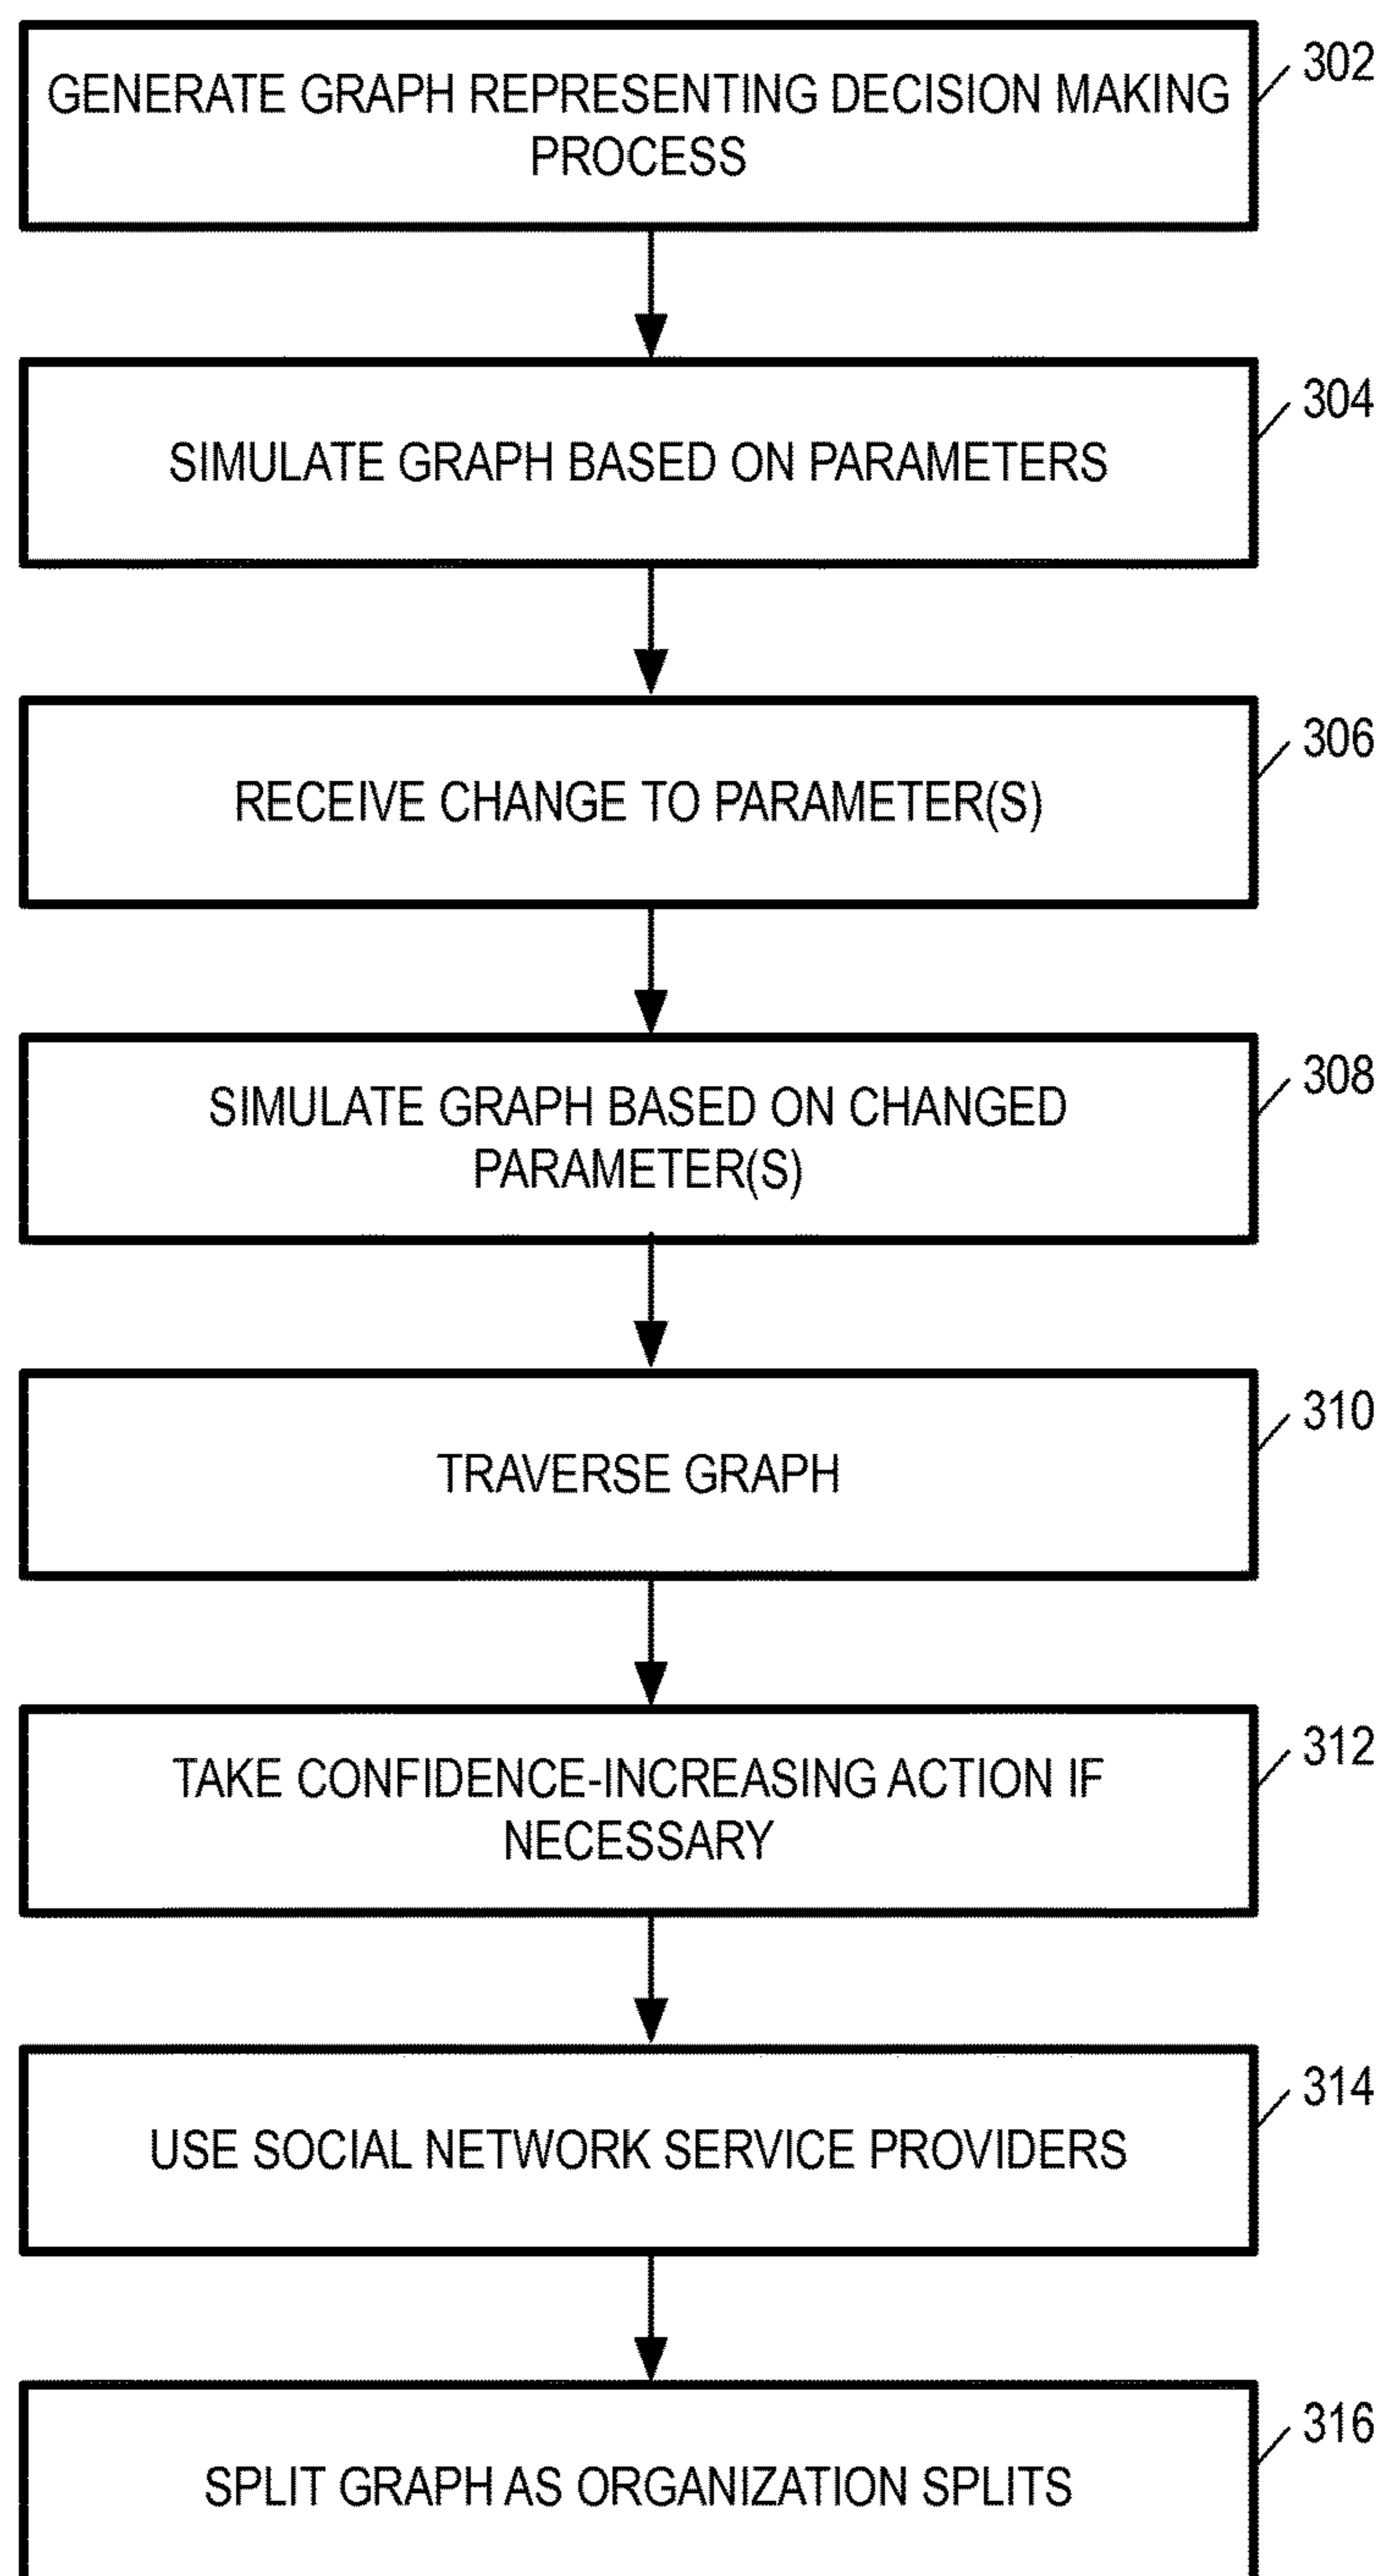 GENERATE GRAPH REPRESENTING DECISION MAKING
PROCESS
302
SIMULATE GRAPH BASED ON PARAMETERS
304
RECEIVE CHANGE TO PARAMETER(S)
306
SIMULATE GRAPH BASED ON CHANGED
PARAMETER(S)
308
TRAVERSE GRAPH
310
TAKE CONFIDENCE-INCREASING ACTION IF
NECESSARY
312
USE SOCIAL NETWORK SERVICE PROVIDERS
314
SPLIT GRAPH AS ORGANIZATION SPLITS
316